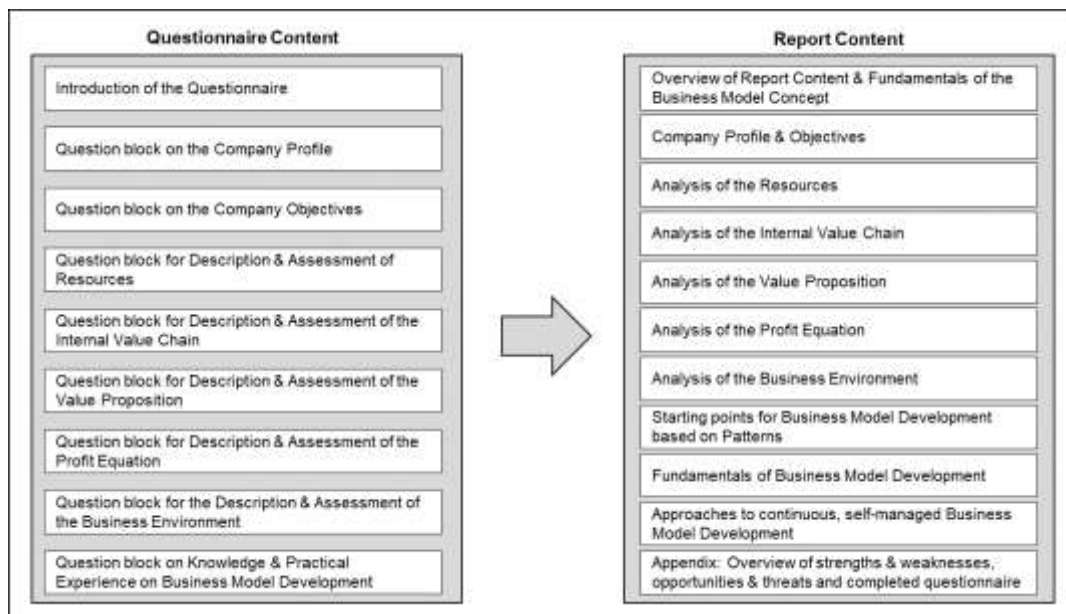 Questionnaire Content
Introduction of the Questionnaire
Question block on the Company Profile
Question block on the Company Objectives
Question block for Description & Assessment of
Resources
Question block for Description & Assessment of the
Internal Value Chain
Question block for Description & Assessment of the
Value Proposition
Question block for Description & Assessment of the
Profit Equation
Question block for the Description & Assessment of
the Business Environment
Question block on Knowledge & Practical
Experience on Business Model Development
Report Content
Overview of Report Content & Fundamentals of the
Business Model Concept
Company Profile & Objectives
Analysis of the Resources
Analysis of the Internal Value Chain
Analysis of the Value Proposition
Analysis of the Profit Equation
Analysis of the Business Environment
Starting points for Business Model Development
based on Patterns
Fundamentals of Business Model Development
Approaches to continuous, self-managed Business
Model Development
Appendix: Overview of strengths & weaknesses,
opportunities & threats and completed questionnaire